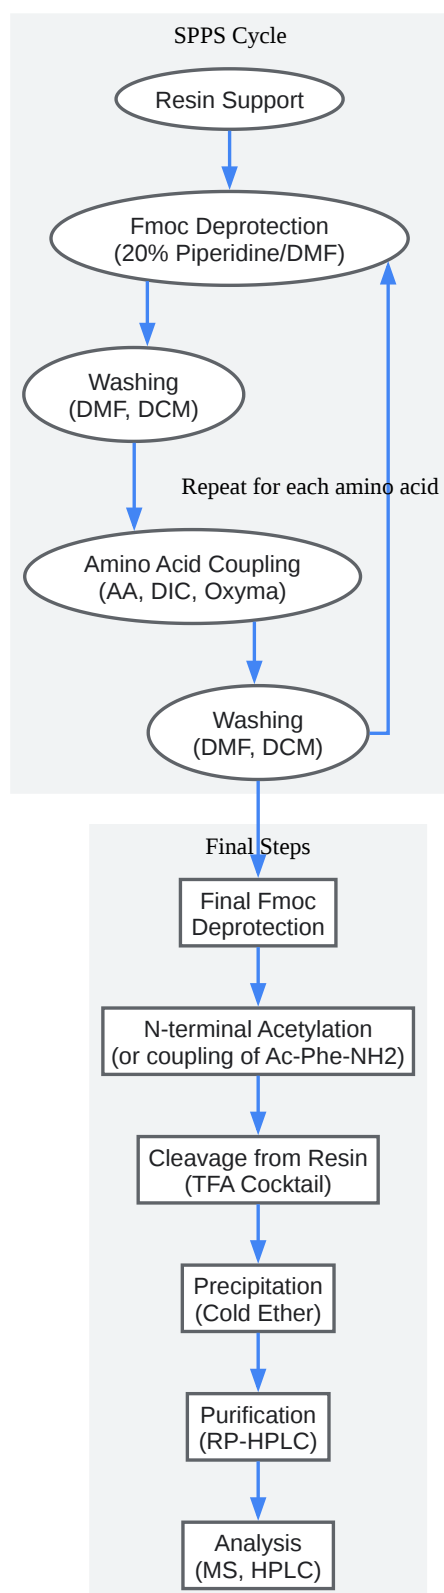 SPPS Cycle
Resin Support
Fmoc Deprotection
(20% Piperidine/DMF)
Washing
(DMF, DCM)
Repeat for each amino acid
Amino Acid Coupling
(AA, DIC, Oxyma)
Washing
(DMF, DCM)
Final Steps
Final Fmoc
Deprotection
N-terminal Acetylation
(or coupling of Ac-Phe-NH2)
Cleavage from Resin
(TFA Cocktail)
Precipitation
(Cold Ether)
Purification
(RP-HPLC)
Analysis
(MS, HPLC)